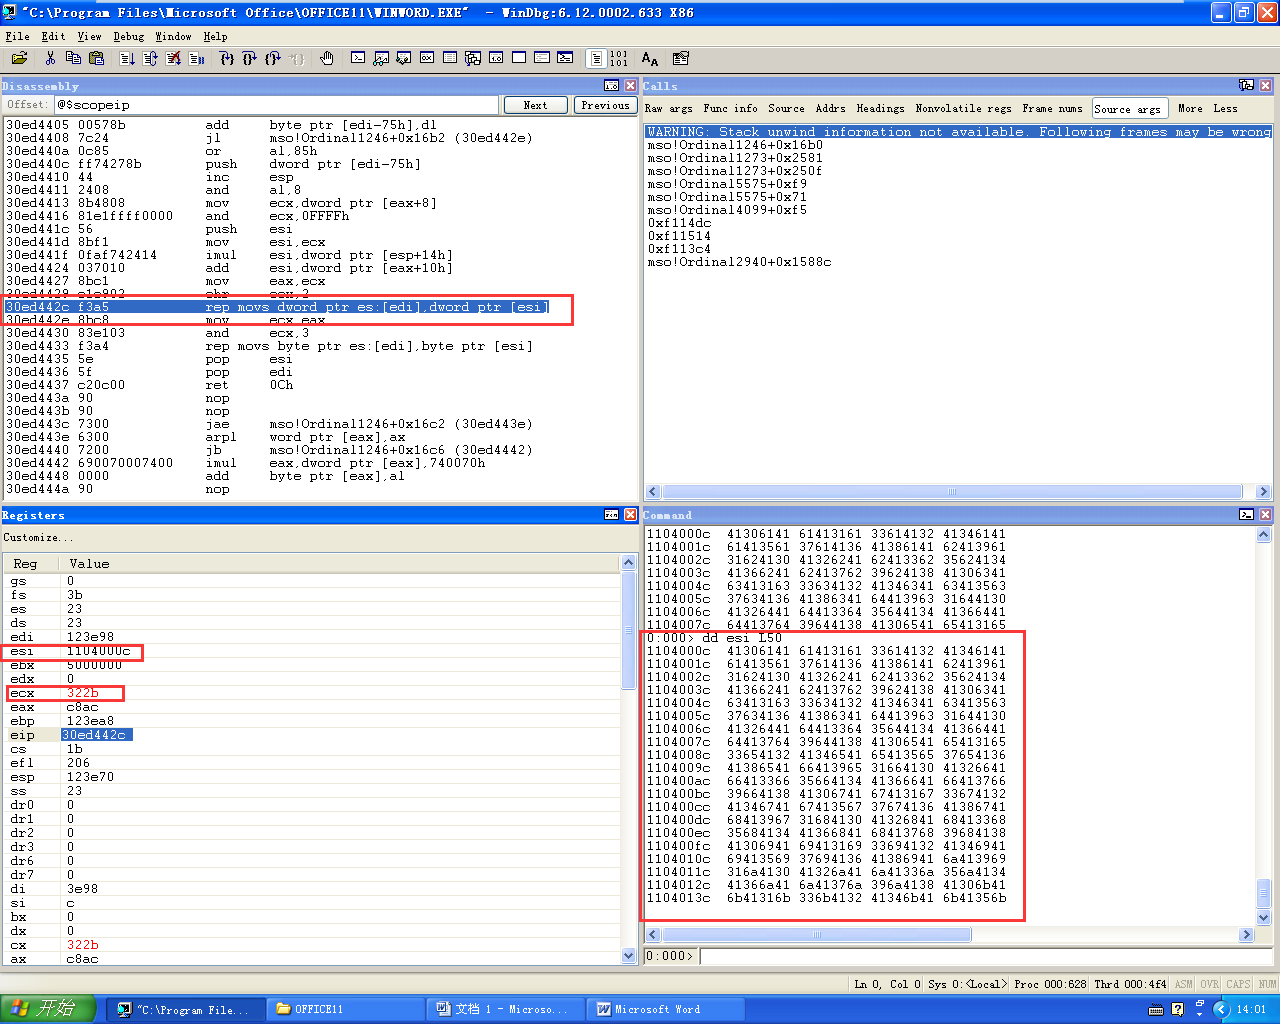 "C:\Program Files\Microsoft Office\OFFICE11\WINWORD.EXE" - WinDbg:6.12.0002.633 X86
File Edit View Debug Window Help
Disassembly
Offset: @$scopeip Next Previous
30ed4405 00578b add byte ptr [edi-75h],dl
30ed4408 7c24 jl mso!Ordinal1246+0x16b2 (30ed442e)
30ed440a 0c85 or al,85h
30ed440c ff74278b push dword ptr [edi-75h]
30ed4410 44 inc esp
30ed4411 2408 and al,8
30ed4413 8b4808 mov ecx,dword ptr [eax+8]
30ed4416 81e1ffff0000 and ecx,0FFFFh
30ed441c 56 push esi
30ed441d 8bf1 mov esi,ecx
30ed441f 0faf742414 imul esi,dword ptr [esp+14h]
30ed4424 037010 add esi,dword ptr [eax+10h]
30ed4427 8bc1 mov eax,ecx
30ed4429 c1e902 shr ecx,2
30ed442c f3a5 rep movs dword ptr es:[edi],dword ptr [esi]
30ed442e 8bc8 mov ecx,eax
30ed4430 83e103 and ecx,3
30ed4433 f3a4 rep movs byte ptr es:[edi],byte ptr [esi]
30ed4435 5e pop esi
30ed4436 5f pop edi
30ed4437 c20c00 ret 0Ch
30ed443a 90 nop
30ed443b 90 nop
30ed443c 7300 jae mso!Ordinal1246+0x16c2 (30ed443e)
30ed443e 6300 arpl word ptr [eax],ax
30ed4440 7200 jb mso!Ordinal1246+0x16c6 (30ed4442)
30ed4442 690070007400 imul eax,dword ptr [eax],740070h
30ed4448 0000 add byte ptr [eax],al
30ed444a 90 nop
Calls
Raw args Func info Source Addrs Headings Nonvolatile regs Frame nums Source args More Less
WARNING: Stack unwind information not available. Following frames may be wrong
mso!Ordinal1246+0x16b0
mso!Ordinal1273+0x2581
mso!Ordinal1273+0x250f
mso!Ordinal5575+0xf9
mso!Ordinal5575+0x71
mso!Ordinal4099+0xf5
0xf114dc
0xf11514
0xf113c4
mso!Ordinal2940+0x1588c
Registers
Customize...
Reg Value
gs 0
fs 3b
es 23
ds 23
edi 123e98
esi 1104000c
ebx 5000000
edx 0
ecx 322b
eax c8ac
ebp 123ea8
eip 30ed442c
cs 1b
efl 206
esp 123e70
ss 23
dr0 0
dr1 0
dr2 0
dr3 0
dr6 0
dr7 0
di 3e98
si c
bx 0
dx 0
cx 322b
ax c8ac
Command
1104000c 41306141 61413161 33614132 41346141
1104001c 61413561 37614136 41386141 62413961
1104002c 31624130 41326241 62413362 35624134
1104003c 41366241 62413762 39624138 41306341
1104004c 63413163 33634132 41346341 63413563
1104005c 37634136 41386341 64413963 31644130
1104006c 41326441 64413364 35644134 41366441
1104007c 64413764 39644138 41306541 65413165
0:000> dd esi L50
1104000c 41306141 61413161 33614132 41346141
1104001c 61413561 37614136 41386141 62413961
1104002c 31624130 41326241 62413362 35624134
1104003c 41366241 62413762 39624138 41306341
1104004c 63413163 33634132 41346341 63413563
1104005c 37634136 41386341 64413963 31644130
1104006c 41326441 64413364 35644134 41366441
1104007c 64413764 39644138 41306541 65413165
1104008c 33654132 41346541 65413565 37654136
1104009c 41386541 66413965 31664130 41326641
110400ac 66413366 35664134 41366641 66413766
110400bc 39664138 41306741 67413167 33674132
110400cc 41346741 67413567 37674136 41386741
110400dc 68413967 31684130 41326841 68413368
110400ec 35684134 41366841 68413768 39684138
110400fc 41306941 69413169 33694132 41346941
1104010c 69413569 37694136 41386941 6a413969
1104011c 316a4130 41326a41 6a41336a 356a4134
1104012c 41366a41 6a41376a 396a4138 41306b41
1104013c 6b41316b 336b4132 41346b41 6b41356b
0:000>
Ln 0, Col 0 Sys 0:<Local> Proc 000:628 Thrd 000:4f4 ASM OVR CAPS NUM
开始 "C:\Program File... OFFICE11 文档 1 - Microso... Microsoft Word 14:01